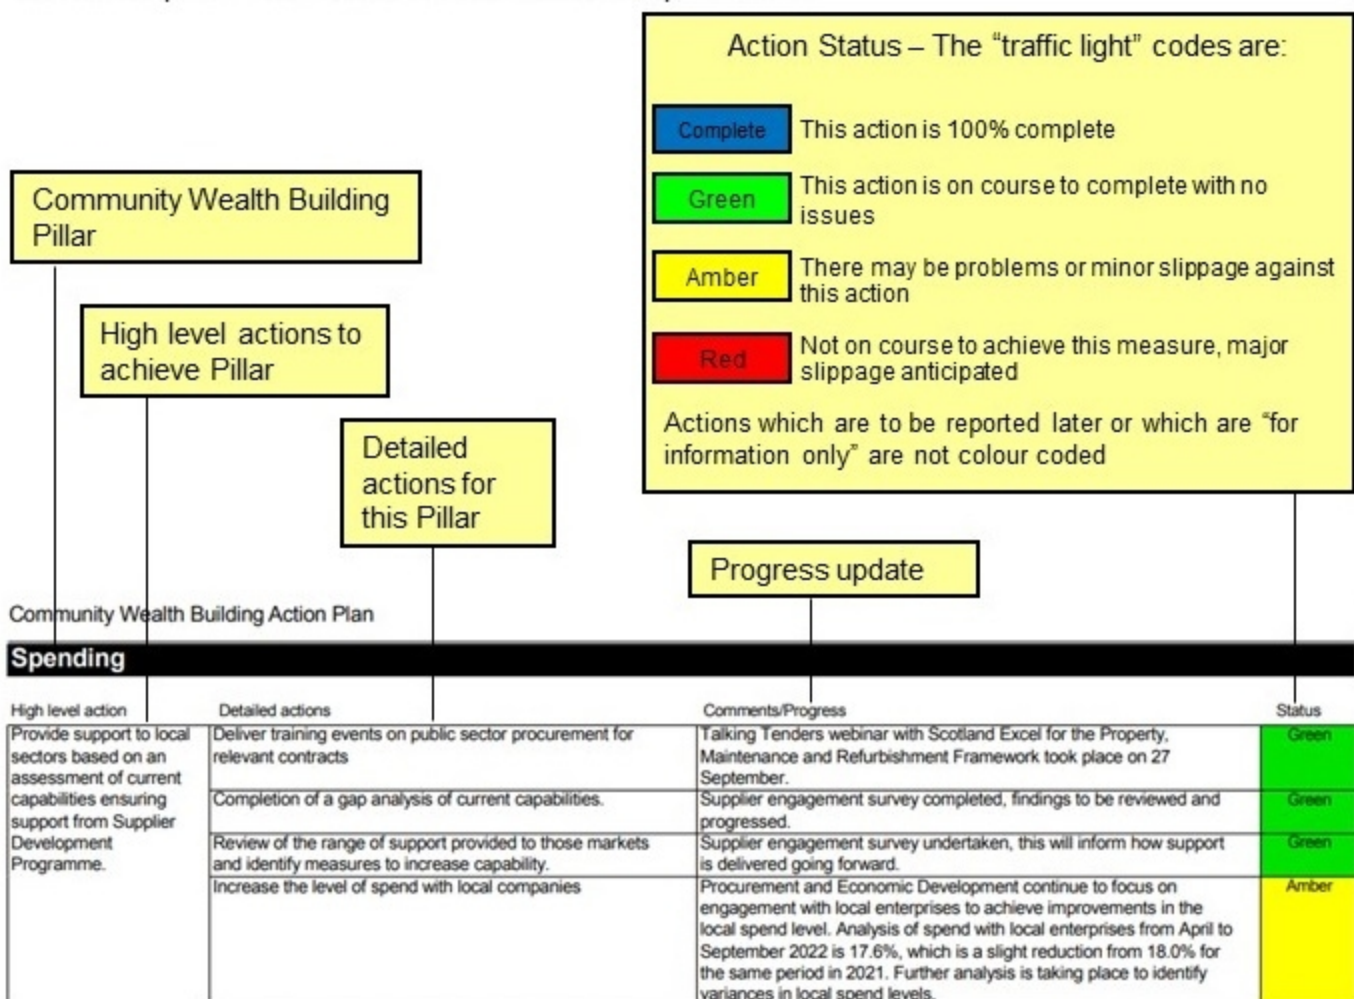 Action Status – The “traffic light” codes are:
Complete This action is 100% complete
Green This action is on course to complete with no
issues
Amber There may be problems or minor slippage against
this action
Red Not on course to achieve this measure, major
slippage anticipated
Actions which are to be reported later or which are “for
information only” are not colour coded
Community Wealth Building
Pillar
High level actions to
achieve Pillar
Detailed
actions for
this Pillar
Progress update
Community Wealth Building Action Plan
Spending
High level action Detailed actions Comments/Progress Status
Provide support to local
sectors based on an
assessment of current
capabilities ensuring
support from Supplier
Development
Programme.
Deliver training events on public sector procurement for
relevant contracts
Talking Tenders webinar with Scotland Excel for the Property,
Maintenance and Refurbishment Framework took place on 27
September.
Green
Completion of a gap analysis of current capabilities.
Supplier engagement survey completed, findings to be reviewed and
progressed.
Green
Review of the range of support provided to those markets
and identify measures to increase capability.
Supplier engagement survey undertaken, this will inform how support
is delivered going forward.
Green
Increase the level of spend with local companies
Procurement and Economic Development continue to focus on
engagement with local enterprises to achieve improvements in the
local spend level. Analysis of spend with local enterprises from April to
September 2022 is 17.6%, which is a slight reduction from 18.0% for
the same period in 2021. Further analysis is taking place to identify
variances in local spend levels.
Amber